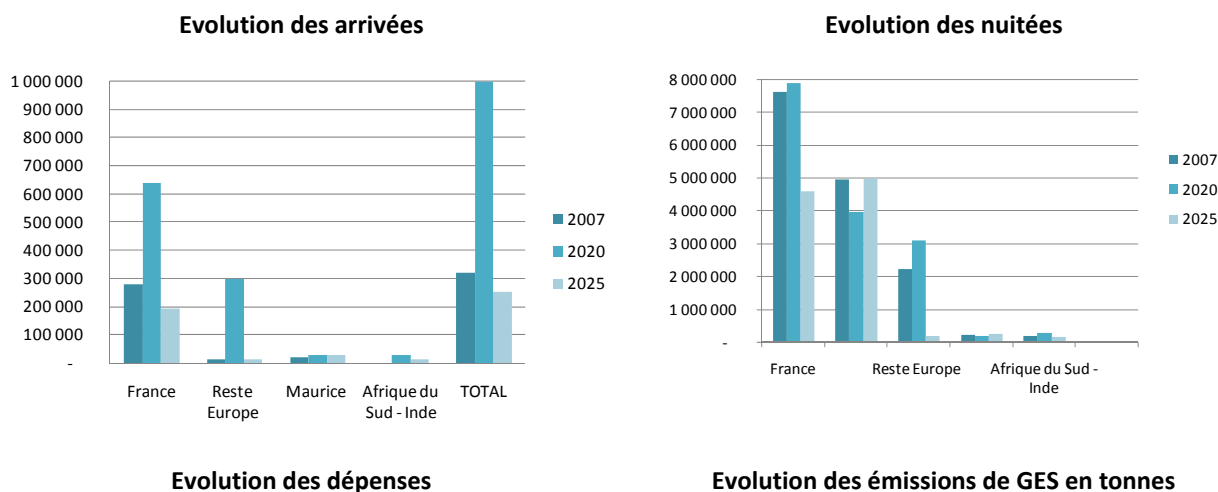 Evolution des arrivées
1 000 000
900 000
800 000
700 000
600 000
500 000
400 000
300 000
200 000
100 000
-
France
Reste
Europe
Maurice
Afrique du
Sud - Inde
TOTAL
2007
2020
2025
Evolution des nuitées
8 000 000
7 000 000
6 000 000
5 000 000
4 000 000
3 000 000
2 000 000
1 000 000
-
France
Reste Europe
Afrique du Sud -
Inde
2007
2020
2025
Evolution des dépenses
Evolution des émissions de GES en tonnes